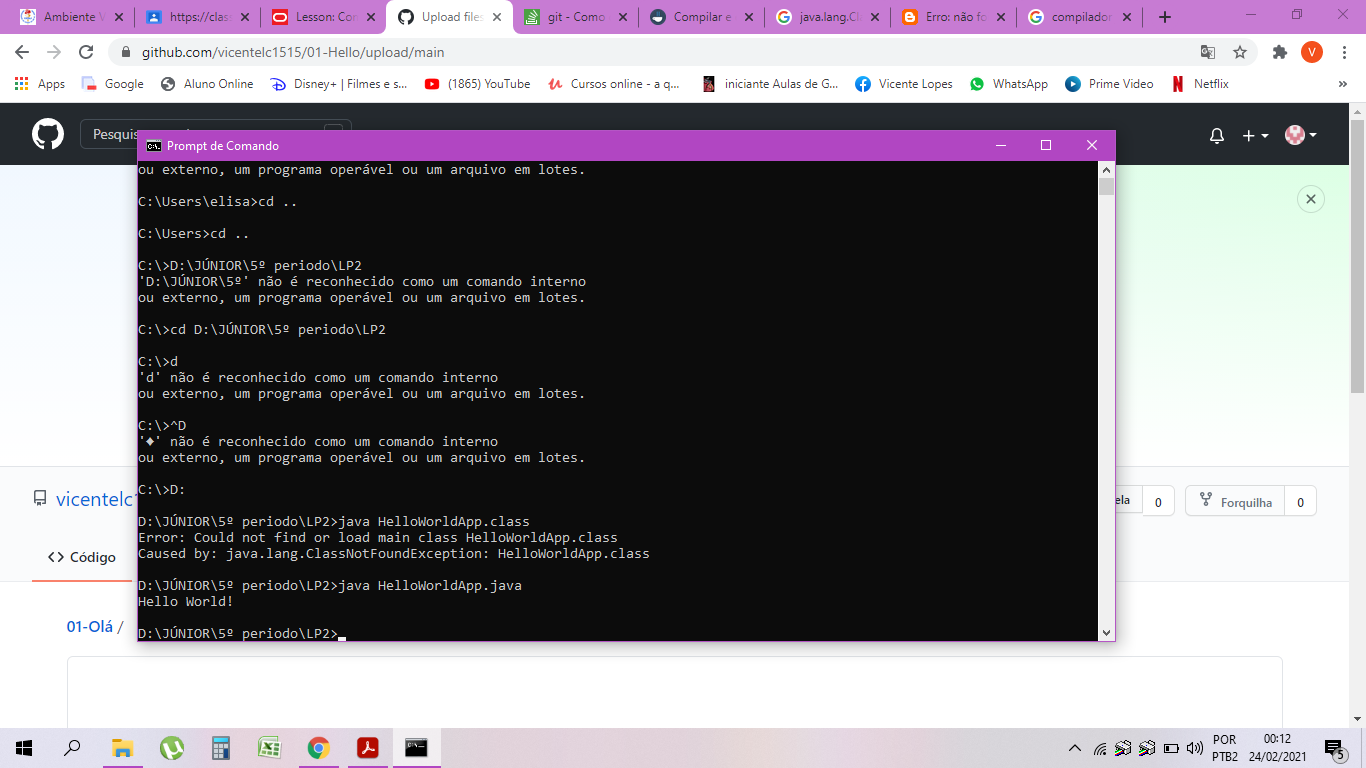 Ambiente V
https://clas
Lesson: Con
Upload files
git - Como
Compilar e
java.lang.Cl
Erro: não fo
compilador
github.com/vicentelc1515/01-Hello/upload/main
V
Apps
Google
Aluno Online
Disney+ | Filmes e s...
(1865) YouTube
Cursos online - a q...
iniciante Aulas de G...
Vicente Lopes
WhatsApp
Prime Video
Netflix
»
Pesquis
Prompt de Comando
ou externo, um programa operável ou um arquivo em lotes.
C:\Users\elisa>cd ..
C:\Users>cd ..
C:\>D:\JÚNIOR\5º periodo\LP2
'D:\JÚNIOR\5º' não é reconhecido como um comando interno
ou externo, um programa operável ou um arquivo em lotes.
C:\>cd D:\JÚNIOR\5º periodo\LP2
C:\>d
'd' não é reconhecido como um comando interno
ou externo, um programa operável ou um arquivo em lotes.
C:\>^D
'♦' não é reconhecido como um comando interno
ou externo, um programa operável ou um arquivo em lotes.
C:\>D:
D:\JÚNIOR\5º periodo\LP2>java HelloWorldApp.class
Error: Could not find or load main class HelloWorldApp.class
Caused by: java.lang.ClassNotFoundException: HelloWorldApp.class
D:\JÚNIOR\5º periodo\LP2>java HelloWorldApp.java
Hello World!
D:\JÚNIOR\5º periodo\LP2>
vicentelc1
ela 0
Forquilha 0
<> Código
01-Olá /
POR
PTB2
00:12
24/02/2021
5